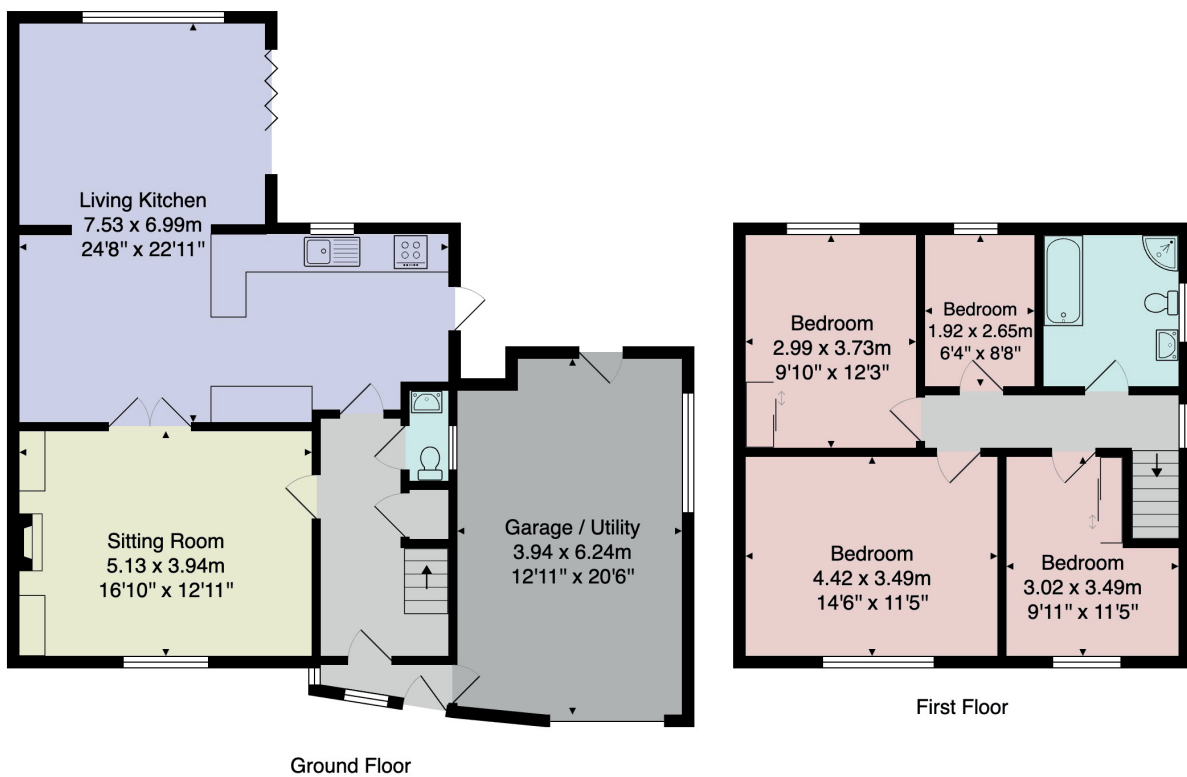 Living Kitchen
7.53 x 6.99m
24'8" x 22'11"
Sitting Room
5.13 x 3.94m
16'10" x 12'11"
Garage / Utility
3.94 x 6.24m
12'11" x 20'6"
Ground Floor
Bedroom
2.99 x 3.73m
9'10" x 12'3"
Bedroom
1.92 x 2.65m
6'4" x 8'8"
Bedroom
4.42 x 3.49m
14'6" x 11'5"
Bedroom
3.02 x 3.49m
9'11" x 11'5"
First Floor